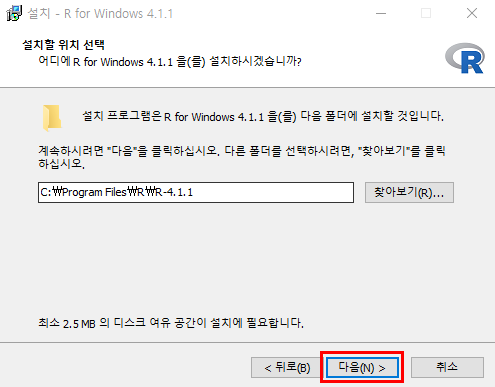 설치 - R for Windows 4.1.1
설치할 위치 선택
어디에 R for Windows 4.1.1 을(를) 설치하시겠습니까?
R
설치 프로그램은 R for Windows 4.1.1 을(를) 다음 폴더에 설치할 것입니다.
계속하시려면 "다음"을 클릭하십시오. 다른 폴더를 선택하시려면, "찾아보기"를 클릭
하십시오.
C:₩Program Files₩R₩R-4.1.1
찾아보기(R)...
최소 2.5 MB 의 디스크 여유 공간이 설치에 필요합니다.
< 뒤로(B)
다음(N) >
취소